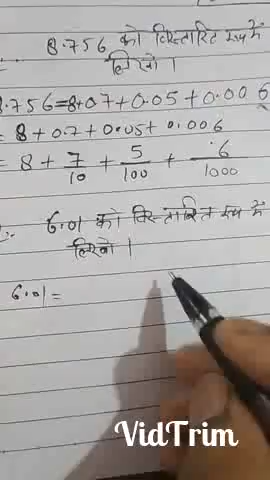 8.756 को विस्तारित रूप में
लिखो।
8.756=8+0.7+0.05+0.006
= 8 + 0.7 + 0.05 + 0.006
= 8 + 7/10 + 5/100 + 6/1000
6.01 को विस्तारित रूप में
लिखो।
6.01 =
VidTrim